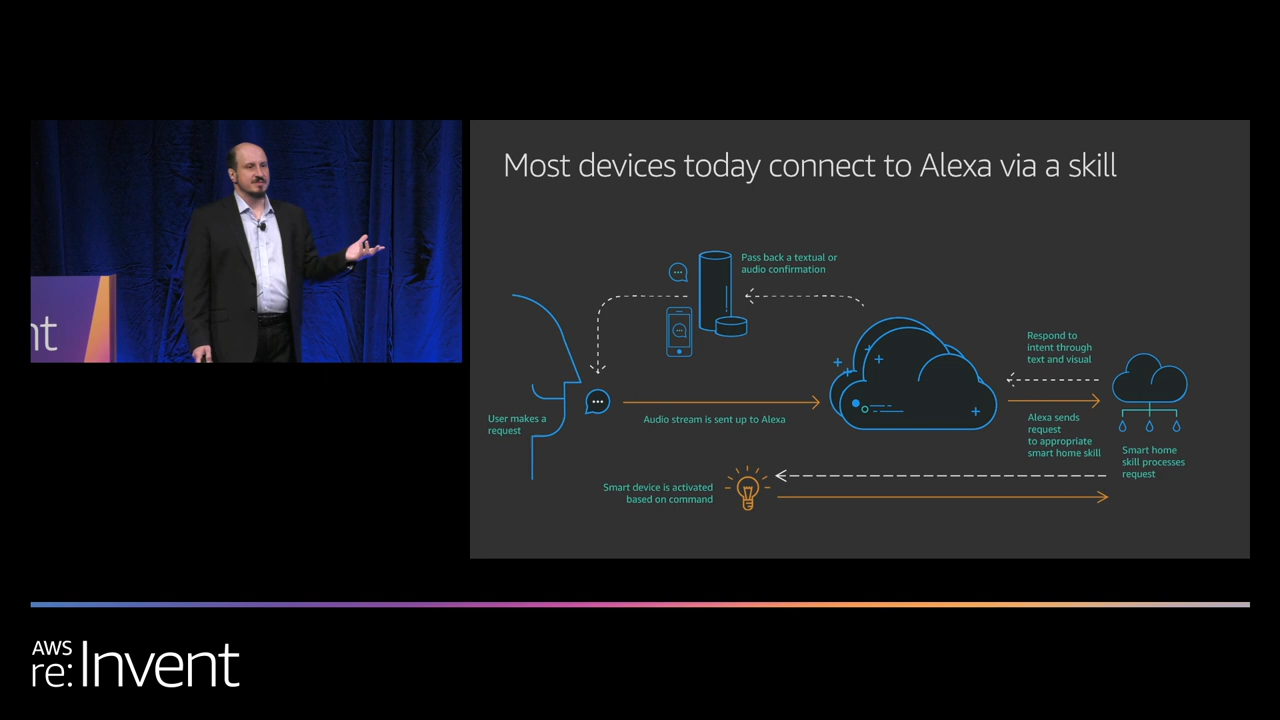 nt
Most devices today connect to Alexa via a skill
Pass back a textual or
audio confirmation
User makes a
request
Audio stream is sent up to Alexa
Respond to
intent through
text and visual
Alexa sends
request
to appropriate
smart home skill
Smart home
skill processes
request
Smart device is activated
based on command
AWS
re:Invent